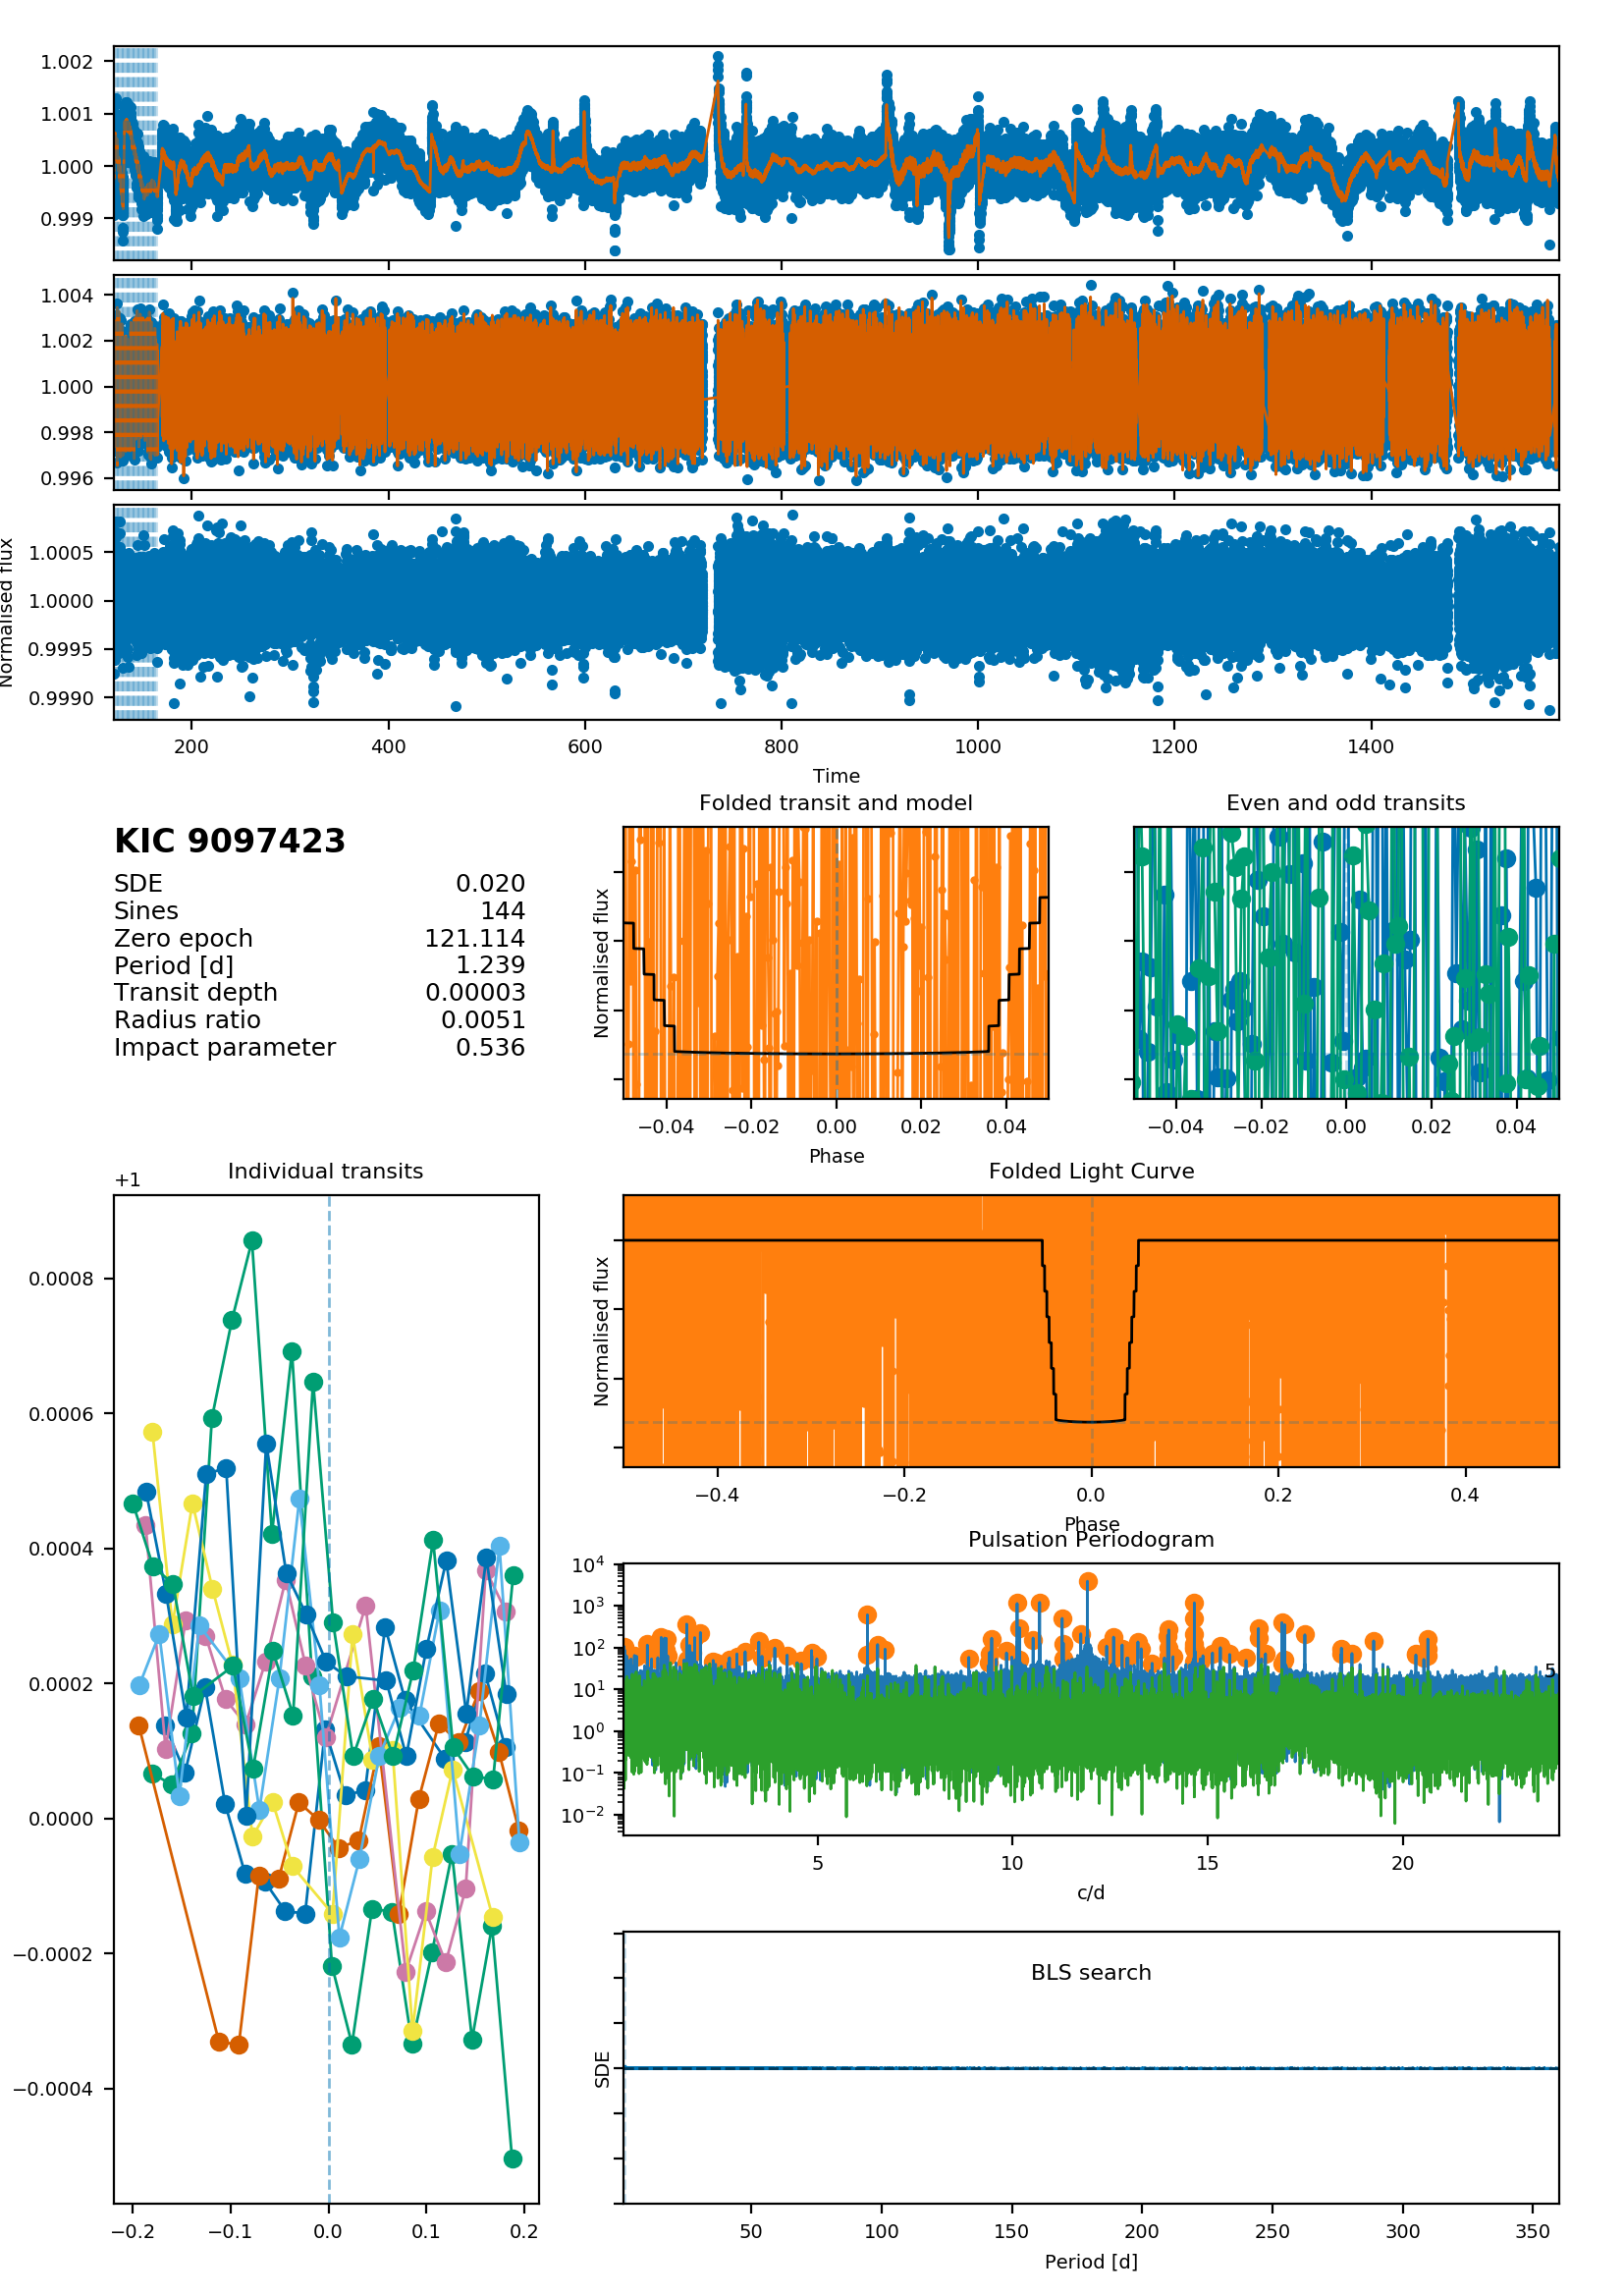 1.002
1.001
1.000
0.999
1.004
1.002
1.000
0.998
0.996
Normalised flux
1.0005
1.0000
0.9995
0.9990
200 400 600 800 1000 1200 1400
Time
KIC 9097423
SDE 0.020
Sines 144
Zero epoch 121.114
Period [d] 1.239
Transit depth 0.00003
Radius ratio 0.0051
Impact parameter 0.536
Folded transit and model
Normalised flux
−0.04 −0.02 0.00 0.02 0.04
Phase
Even and odd transits
−0.04 −0.02 0.00 0.02 0.04
Individual transits
+1
0.0008
0.0006
0.0004
0.0002
0.0000
−0.0002
−0.0004
−0.2 −0.1 0.0 0.1 0.2
Folded Light Curve
Normalised flux
−0.4 −0.2 0.0 0.2 0.4
Phase
Pulsation Periodogram
10⁴
10³
10²
10¹
10⁰
10⁻¹
10⁻²
5
5 10 15 20
c/d
BLS search
SDE
50 100 150 200 250 300 350
Period [d]